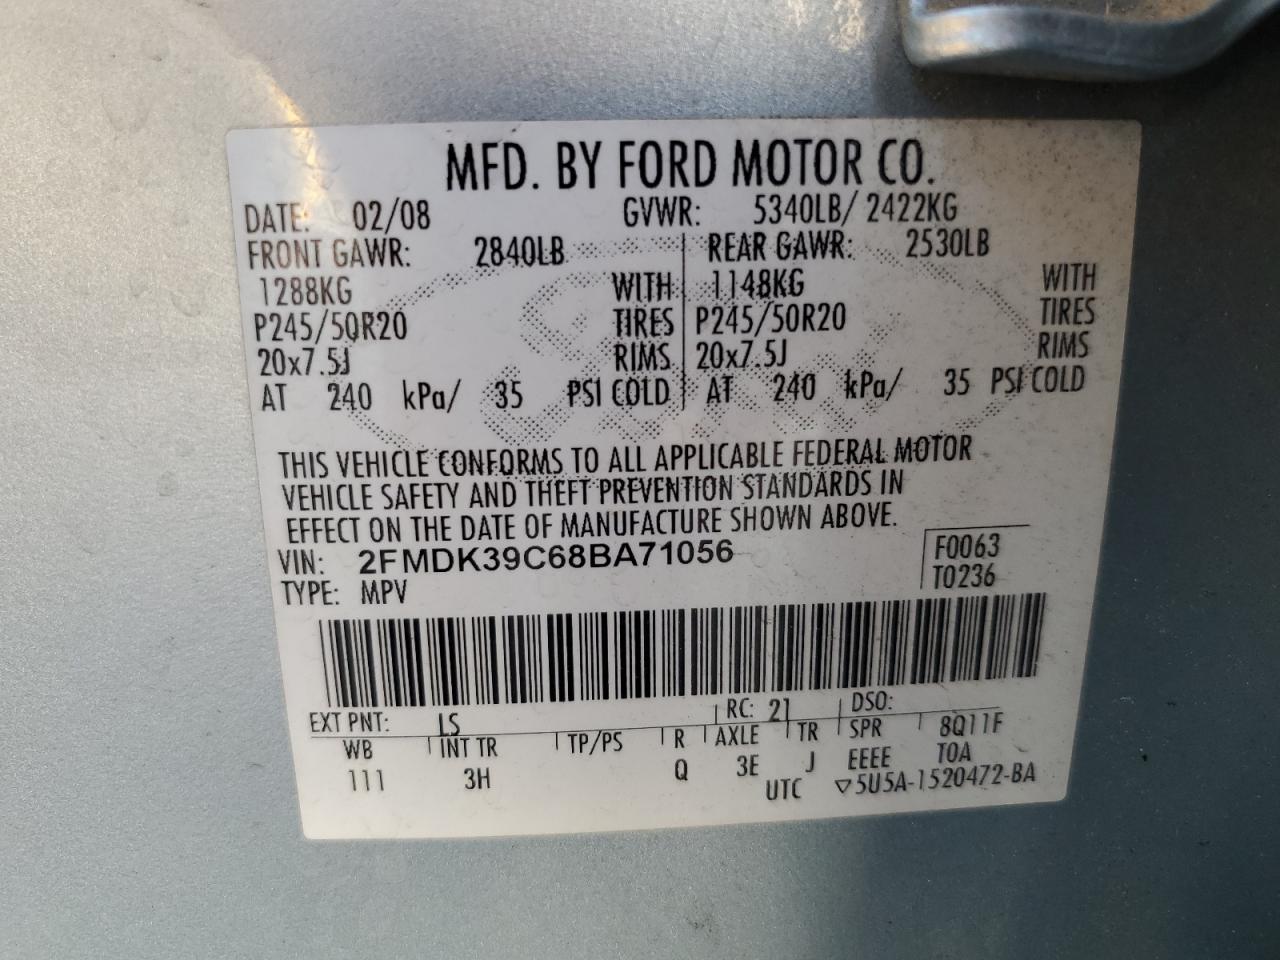 MFD. BY FORD MOTOR CO.
DATE: 02/08 GVWR: 5340LB/ 2422KG
FRONT GAWR: 2840LB REAR GAWR: 2530LB
1288KG WITH 1148KG WITH
P245/50R20 TIRES P245/50R20 TIRES
20x7.5J RIMS 20x7.5J RIMS
AT 240 kPa/ 35 PSI COLD AT 240 kPa/ 35 PSI COLD
THIS VEHICLE CONFORMS TO ALL APPLICABLE FEDERAL MOTOR
VEHICLE SAFETY AND THEFT PREVENTION STANDARDS IN
EFFECT ON THE DATE OF MANUFACTURE SHOWN ABOVE.
VIN: 2FMDK39C68BA71056 F0063
TYPE: MPV T0236
EXT PNT: LS RC: 21 DSO:
WB INT TR TP/PS R AXLE TR SPR 8Q11F
111 3H Q 3E J EEEE TOA
UTC ▽5U5A-1520472-BA